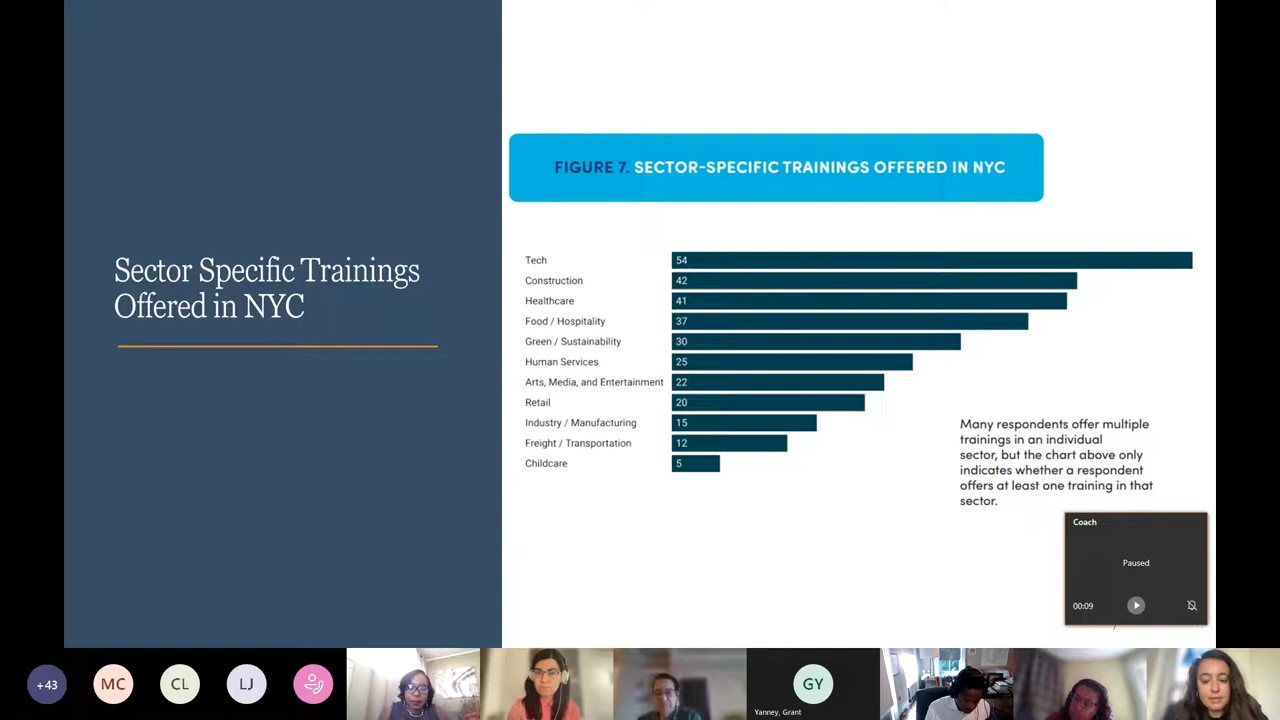 Sector Specific Trainings
Offered in NYC
FIGURE 7. SECTOR-SPECIFIC TRAININGS OFFERED IN NYC
Tech 54
Construction 42
Healthcare 41
Food / Hospitality 37
Green / Sustainability 30
Human Services 25
Arts, Media, and Entertainment 22
Retail 20
Industry / Manufacturing 15
Freight / Transportation 12
Childcare 5
Many respondents offer multiple
trainings in an individual
sector, but the chart above only
indicates whether a respondent
offers at least one training in that
sector.
Coach
Paused
00:09
+43
MC
CL
LJ
GY
Yanney, Grant